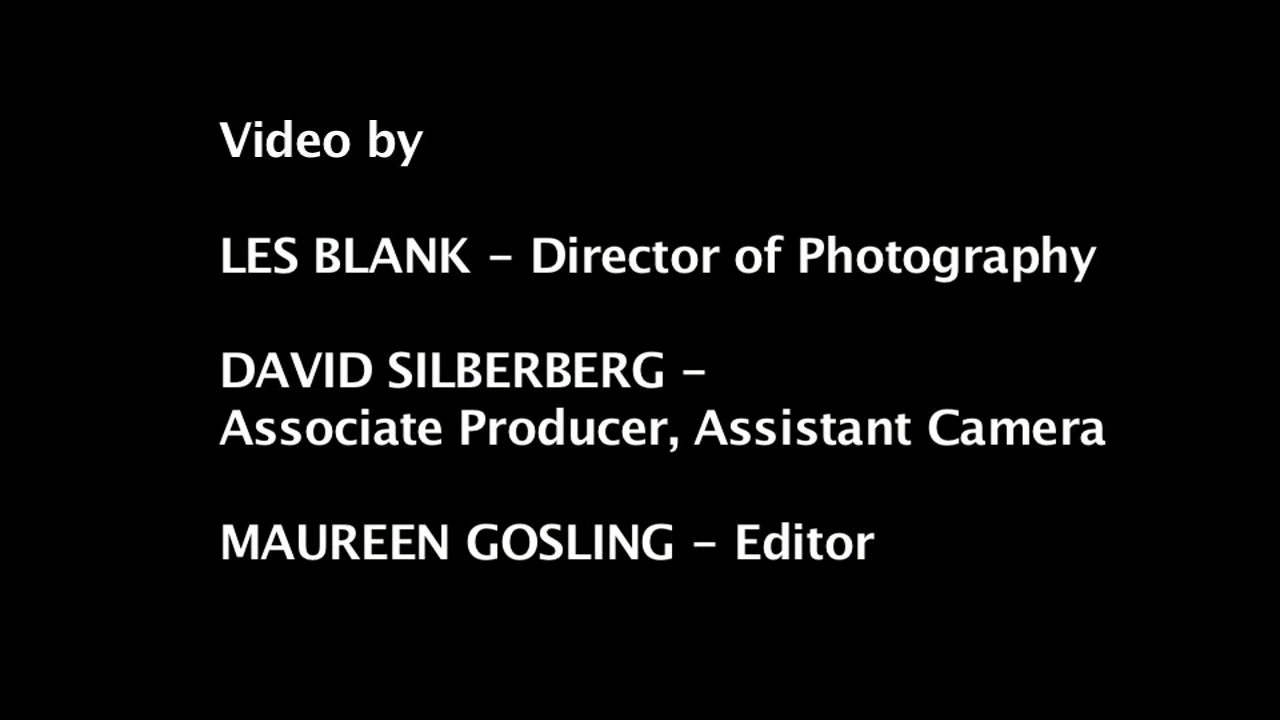 Video by
LES BLANK – Director of Photography
DAVID SILBERBERG –
Associate Producer, Assistant Camera
MAUREEN GOSLING – Editor